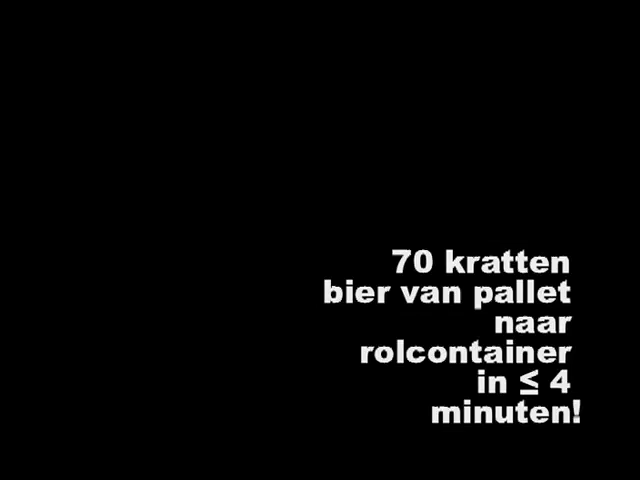 70 kratten
bier van pallet
naar
rolcontainer
in ≤ 4
minuten!